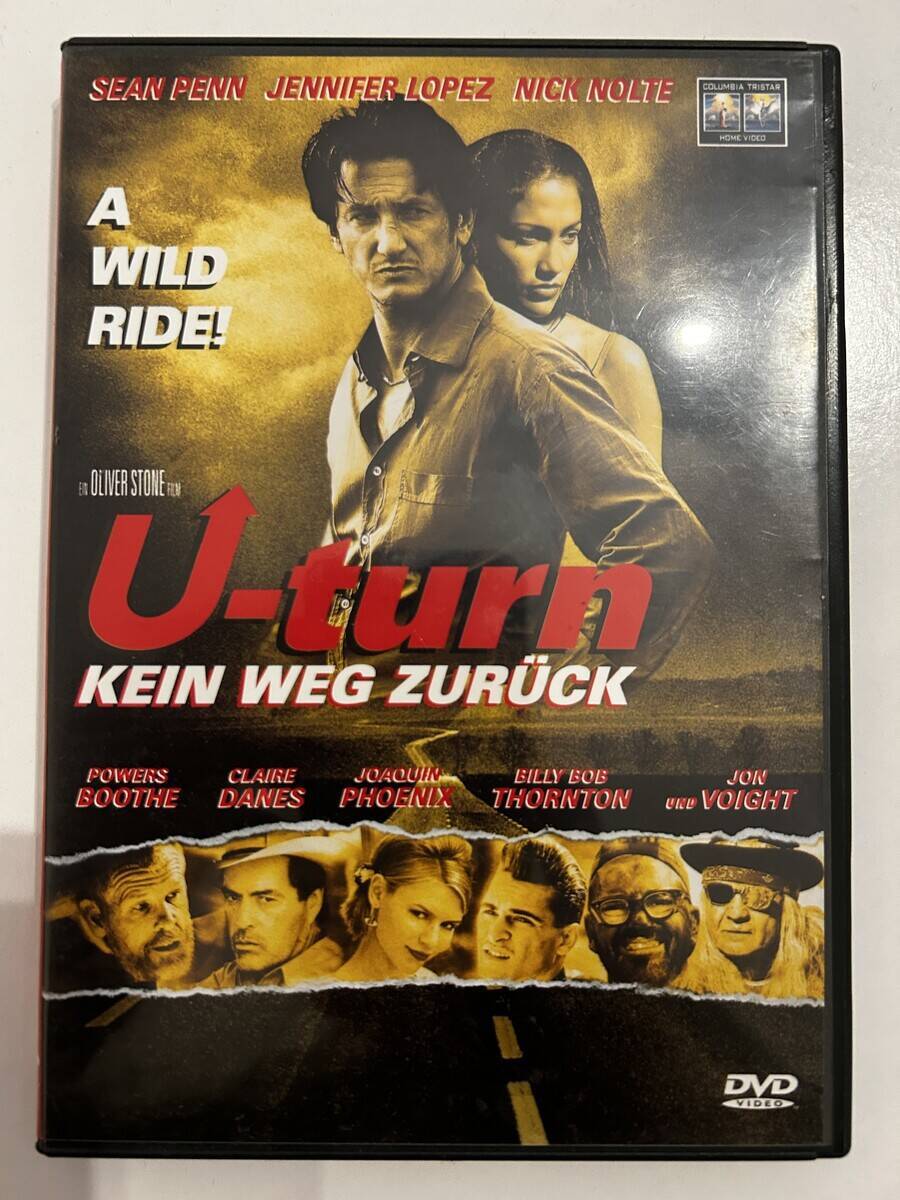 SEAN PENN JENNIFER LOPEZ NICK NOLTE
COLUMBIA TRISTAR
HOME VIDEO
A
WILD
RIDE!
EIN OLIVER STONE FILM
U-turn
KEIN WEG ZURÜCK
POWERS BOOTHE
CLAIRE DANES
JOAQUIN PHOENIX
BILLY BOB THORNTON
UND JON VOIGHT
DVD
VIDEO